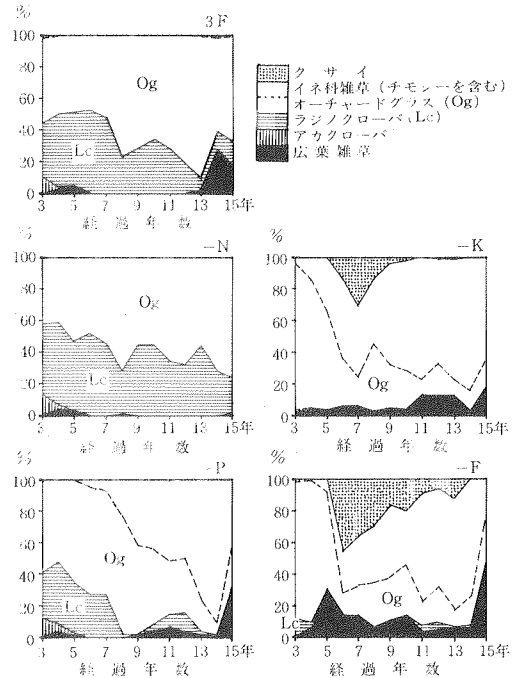 % 3F
100
80
60
40
20
0
Og
Lc
3 5 7 9 11 13 15年
経過年数
クサイ
イネ科雑草(チモシーを含む)
オーチャードグラス(Og)
ラジノクローバ(Lc)
アカクローバ
広葉雑草
% -N
100
80
60
40
20
0
Og
Lc
3 5 7 9 11 13 15年
経過年数
% -K
100
80
60
40
20
0
Og
3 5 7 9 11 13 15年
経過年数
% -P
100
80
60
40
20
0
Og
Lc
3 5 7 9 11 13 15年
経過年数
% -F
100
80
60
40
20
0
Og
Lc
3 5 7 9 11 13 15年
経過年数